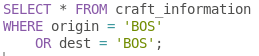 SELECT * FROM craft_information
WHERE origin = 'BOS'
OR dest = 'BOS';